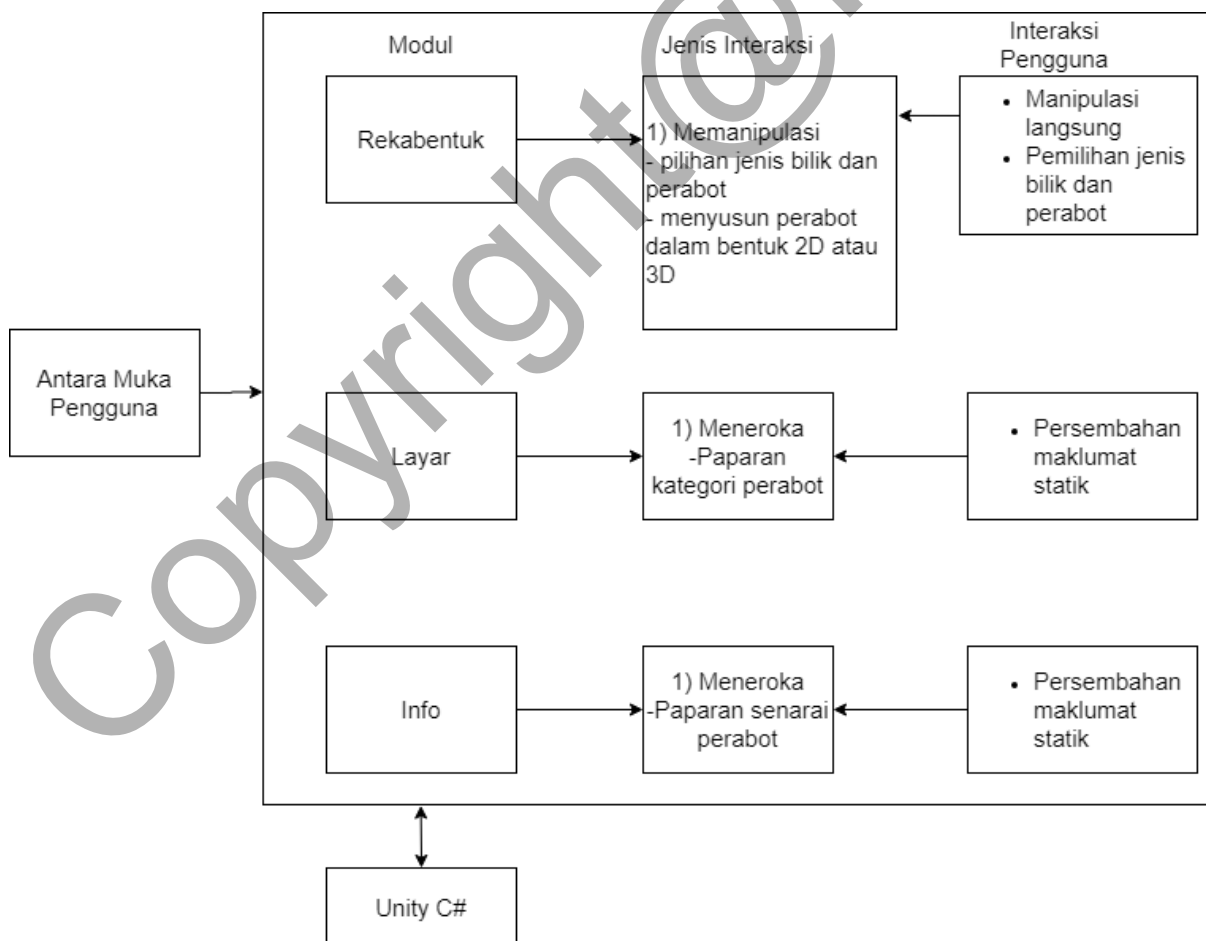 Modul
Jenis Interaksi
Interaksi
Pengguna
Rekabentuk
1) Memanipulasi
- pilihan jenis bilik dan
perabot
- menyusun perabot
dalam bentuk 2D atau
3D
• Manipulasi
langsung
• Pemilihan jenis
bilik dan
perabot
Antara Muka
Pengguna
Layar
1) Meneroka
-Paparan
kategori perabot
• Persembahan
maklumat
statik
Info
1) Meneroka
-Paparan senarai
perabot
• Persembahan
maklumat
statik
Unity C#
Copyright@